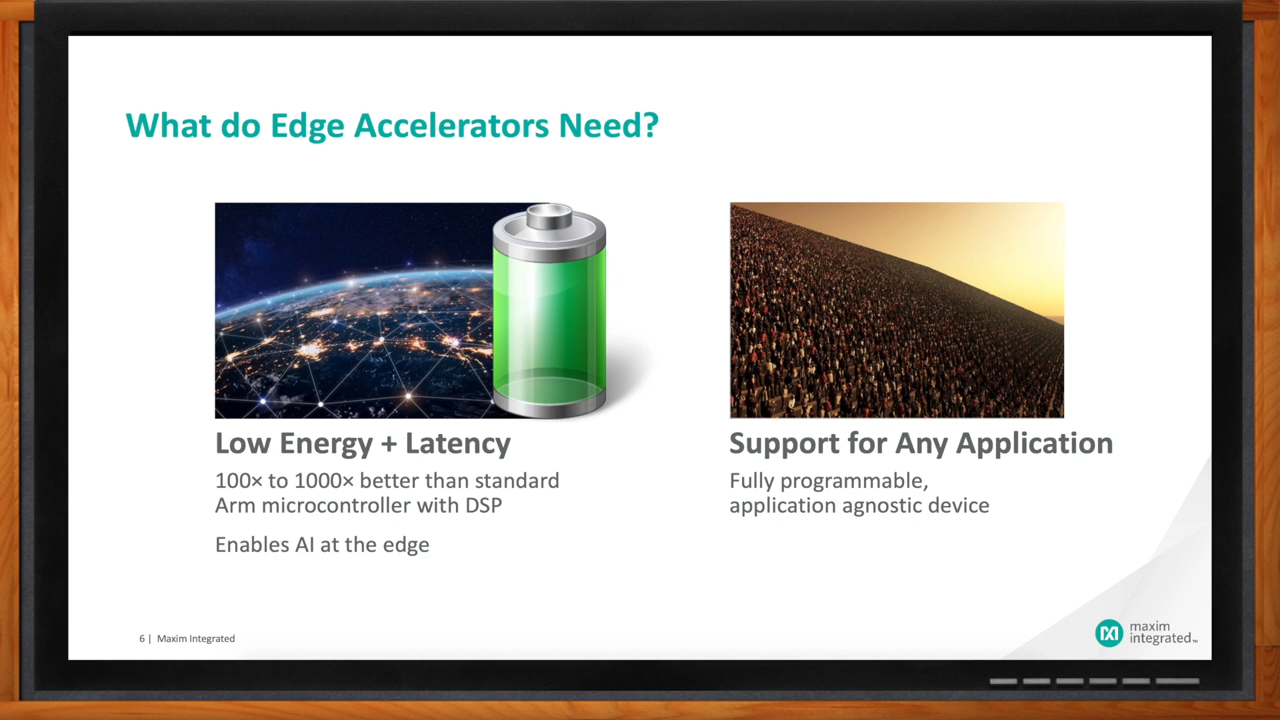 What do Edge Accelerators Need?
Low Energy + Latency
100× to 1000× better than standard
Arm microcontroller with DSP
Enables AI at the edge
Support for Any Application
Fully programmable,
application agnostic device
6 | Maxim Integrated
maxim
integrated™